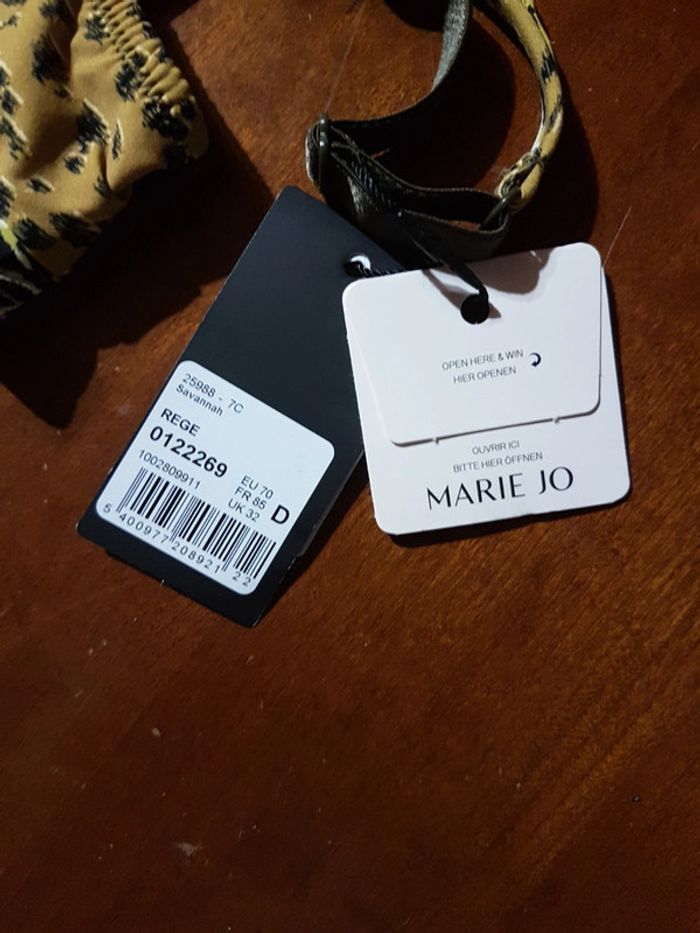 25988 - 7C
Savannah
REGE
0122269
1002809911
EU 70
FR 85
UK 32
D
5 400977 208921 22
OPEN HERE & WIN
HIER OPENEN
OUVRIR ICI
BITTE HIER ÖFFNEN
MARIE JO